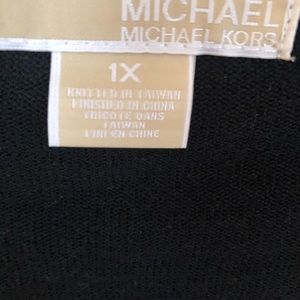 MICHAEL
MICHAEL KORS
1X
KNITTED IN TAIWAN
FINISHED IN CHINA
TRICOTE DANS
TAIWAN
FINI EN CHINE